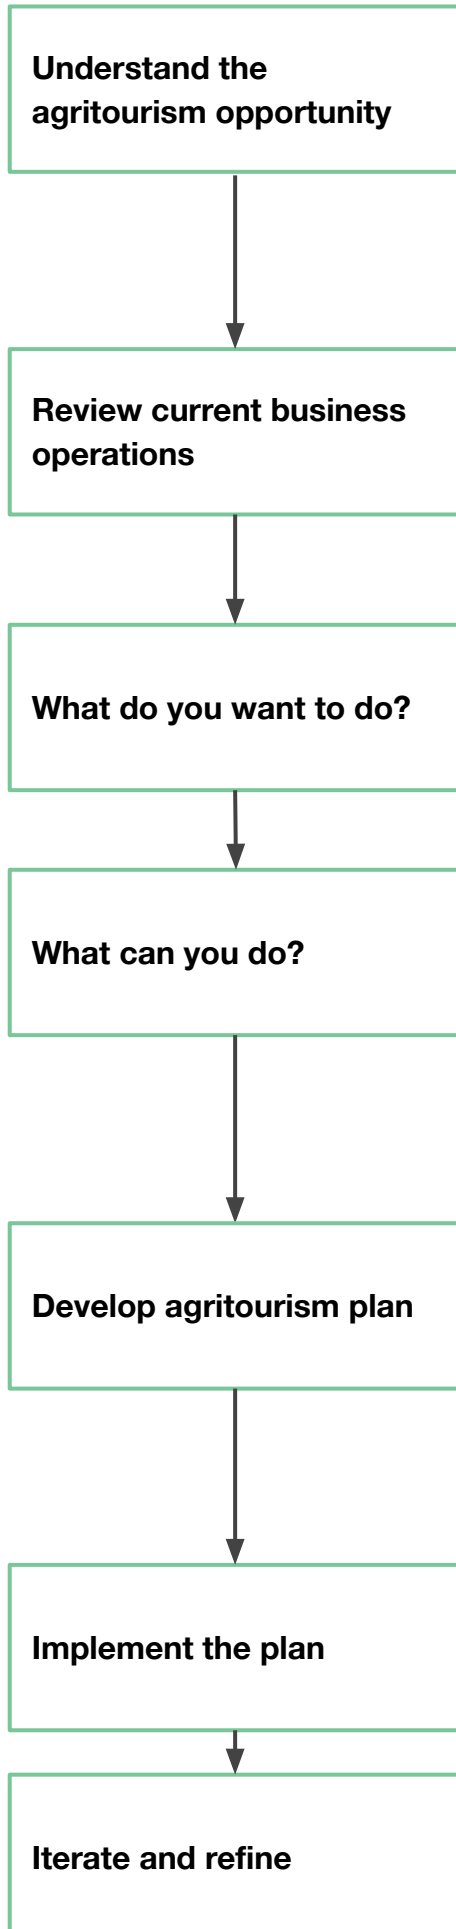 Understand the
agritourism opportunity
Review current business
operations
What do you want to do?
What can you do?
Develop agritourism plan
Implement the plan
Iterate and refine